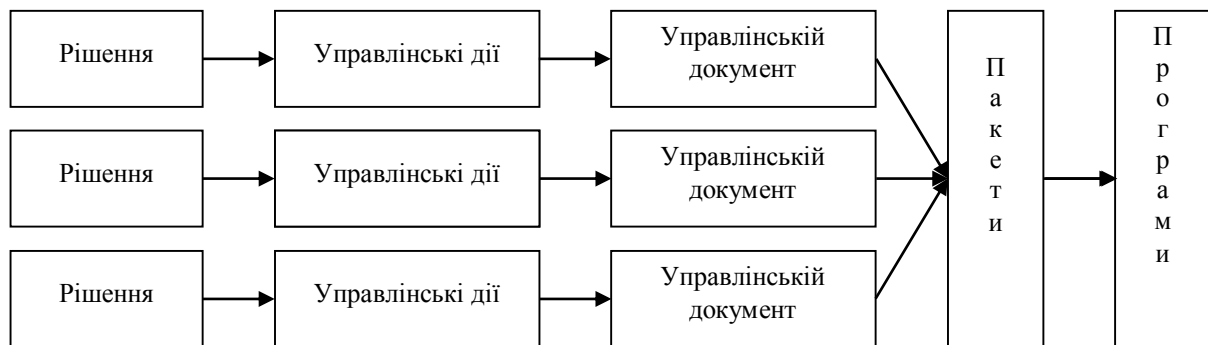 Рішення
Управлінські дії
Управлінській
документ
Рішення
Управлінські дії
Управлінській
документ
Рішення
Управлінські дії
Управлінській
документ
П
а
к
е
т
и
П
р
о
г
р
а
м
и